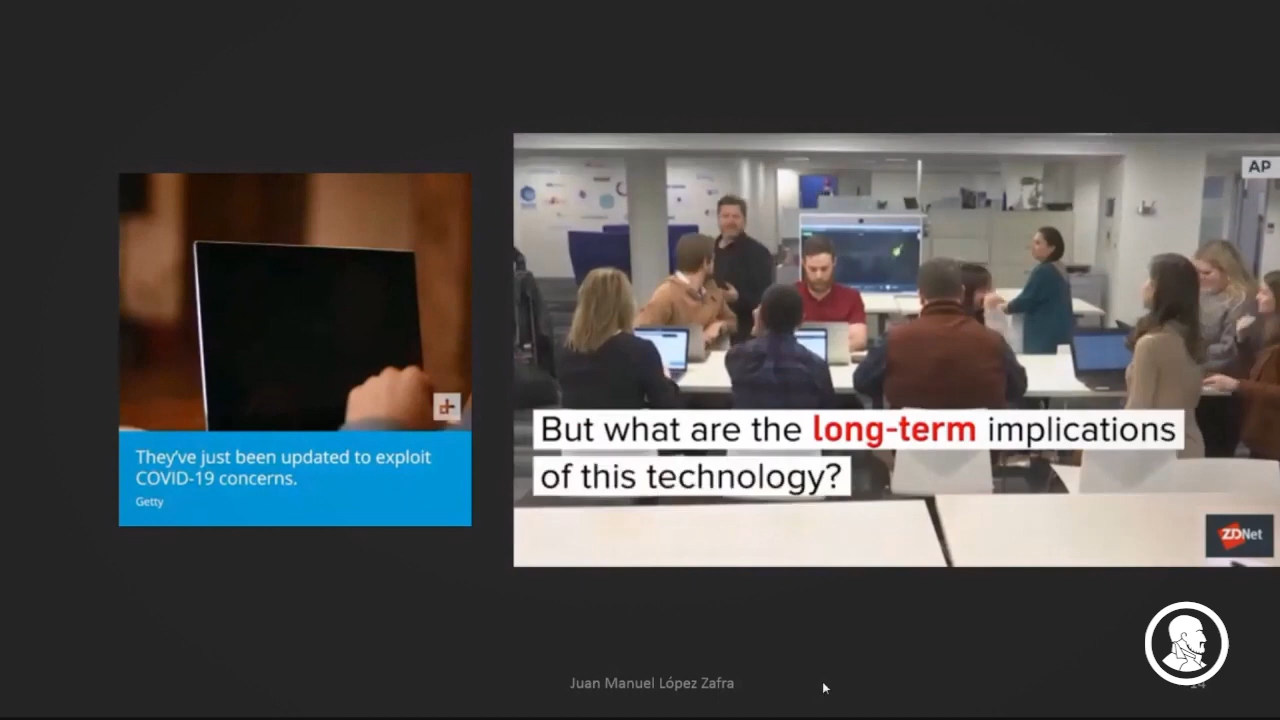 They've just been updated to exploit
COVID-19 concerns.
Getty
AP
But what are the long-term implications
of this technology?
ZDNet
Juan Manuel López Zafra